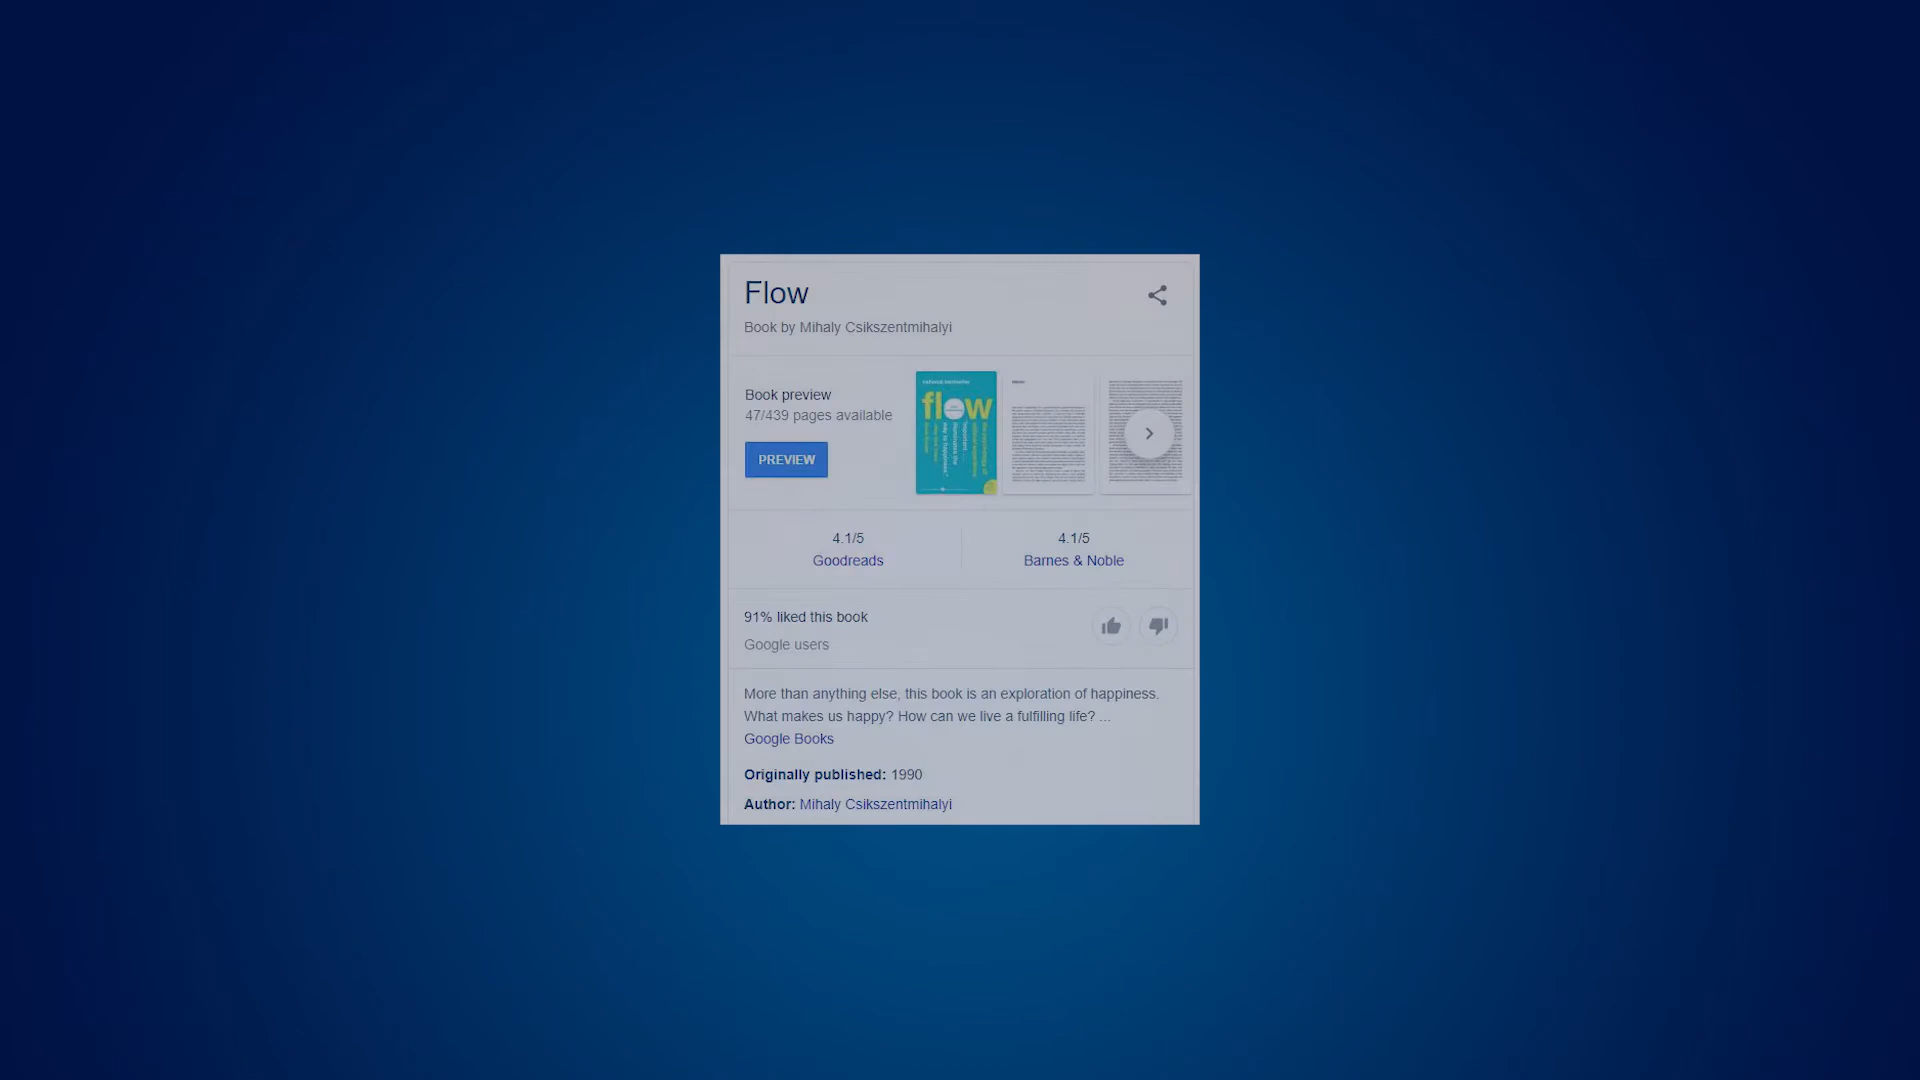 Flow
Book by Mihaly Csikszentmihalyi
Book preview
47/439 pages available
PREVIEW
flow
4.1/5
Goodreads
4.1/5
Barnes & Noble
91% liked this book
Google users
More than anything else, this book is an exploration of happiness.
What makes us happy? How can we live a fulfilling life? ...
Google Books
Originally published: 1990
Author: Mihaly Csikszentmihalyi